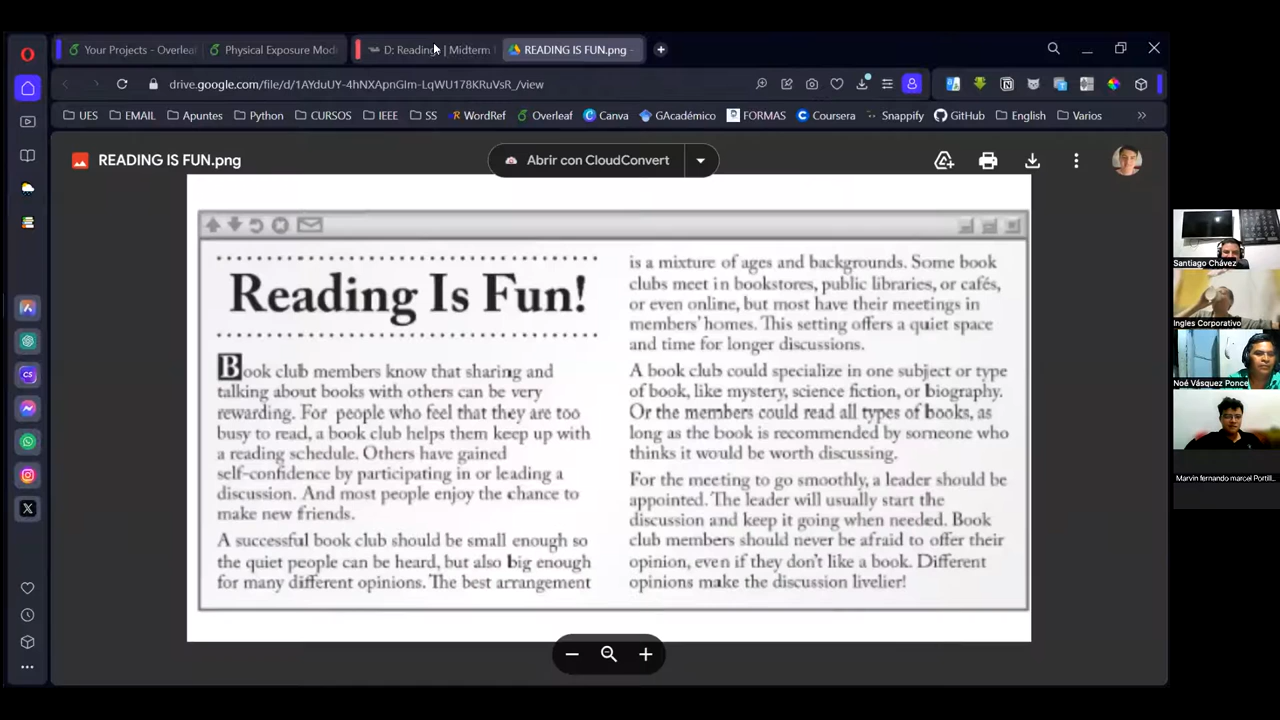 Your Projects - Overleaf
Physical Exposure Mod
D: Reading | Midterm
READING IS FUN.png -
drive.google.com/file/d/1AYduUY-4hNXApnGIm-LqWU178KRuVsR_/view
UES
EMAIL
Apuntes
Python
CURSOS
IEEE
SS
WordRef
Overleaf
Canva
GAcadémico
FORMAS
Coursera
Snappify
GitHub
English
Varios
READING IS FUN.png
Abrir con CloudConvert
Reading Is Fun!
Book club members know that sharing and
talking about books with others can be very
rewarding. For people who feel that they are too
busy to read, a book club helps them keep up with
a reading schedule. Others have gained
self-confidence by participating in or leading a
discussion. And most people enjoy the chance to
make new friends.
A successful book club should be small enough so
the quiet people can be heard, but also big enough
for many different opinions. The best arrangement
is a mixture of ages and backgrounds. Some book
clubs meet in bookstores, public libraries, or cafés,
or even online, but most have their meetings in
members' homes. This setting offers a quiet space
and time for longer discussions.
A book club could specialize in one subject or type
of book, like mystery, science fiction, or biography.
Or the members could read all types of books, as
long as the book is recommended by someone who
thinks it would be worth discussing.
For the meeting to go smoothly, a leader should be
appointed. The leader will usually start the
discussion and keep it going when needed. Book
club members should never be afraid to offer their
opinion, even if they don't like a book. Different
opinions make the discussion livelier!
Santiago Chávez
Ingles Corporativo
Noé Vásquez Ponce
Marvin fernando marcel Portill...